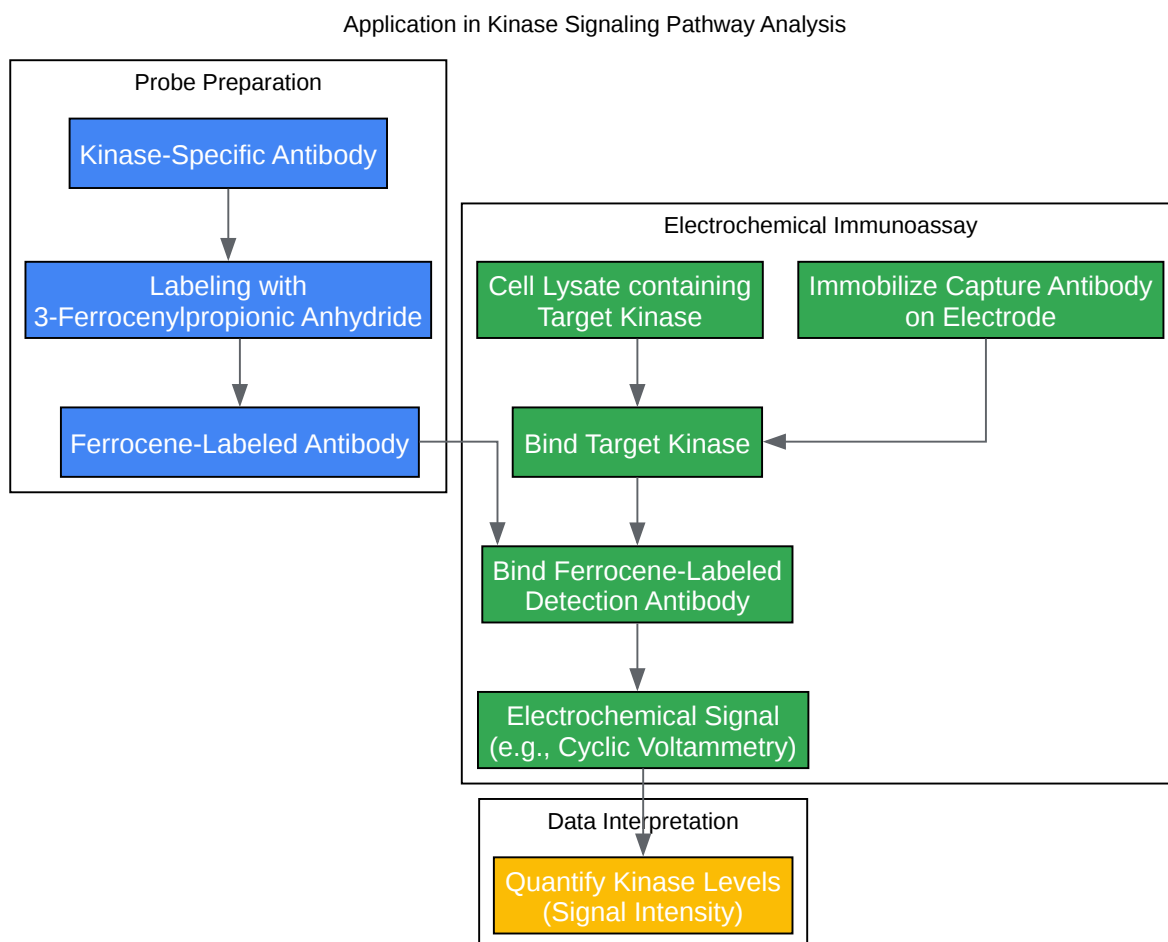 Application in Kinase Signaling Pathway Analysis
Probe Preparation
Kinase-Specific Antibody
Labeling with
3-Ferrocenylpropionic Anhydride
Ferrocene-Labeled Antibody
Electrochemical Immunoassay
Cell Lysate containing
Target Kinase
Immobilize Capture Antibody
on Electrode
Bind Target Kinase
Bind Ferrocene-Labeled
Detection Antibody
Electrochemical Signal
(e.g., Cyclic Voltammetry)
Data Interpretation
Quantify Kinase Levels
(Signal Intensity)